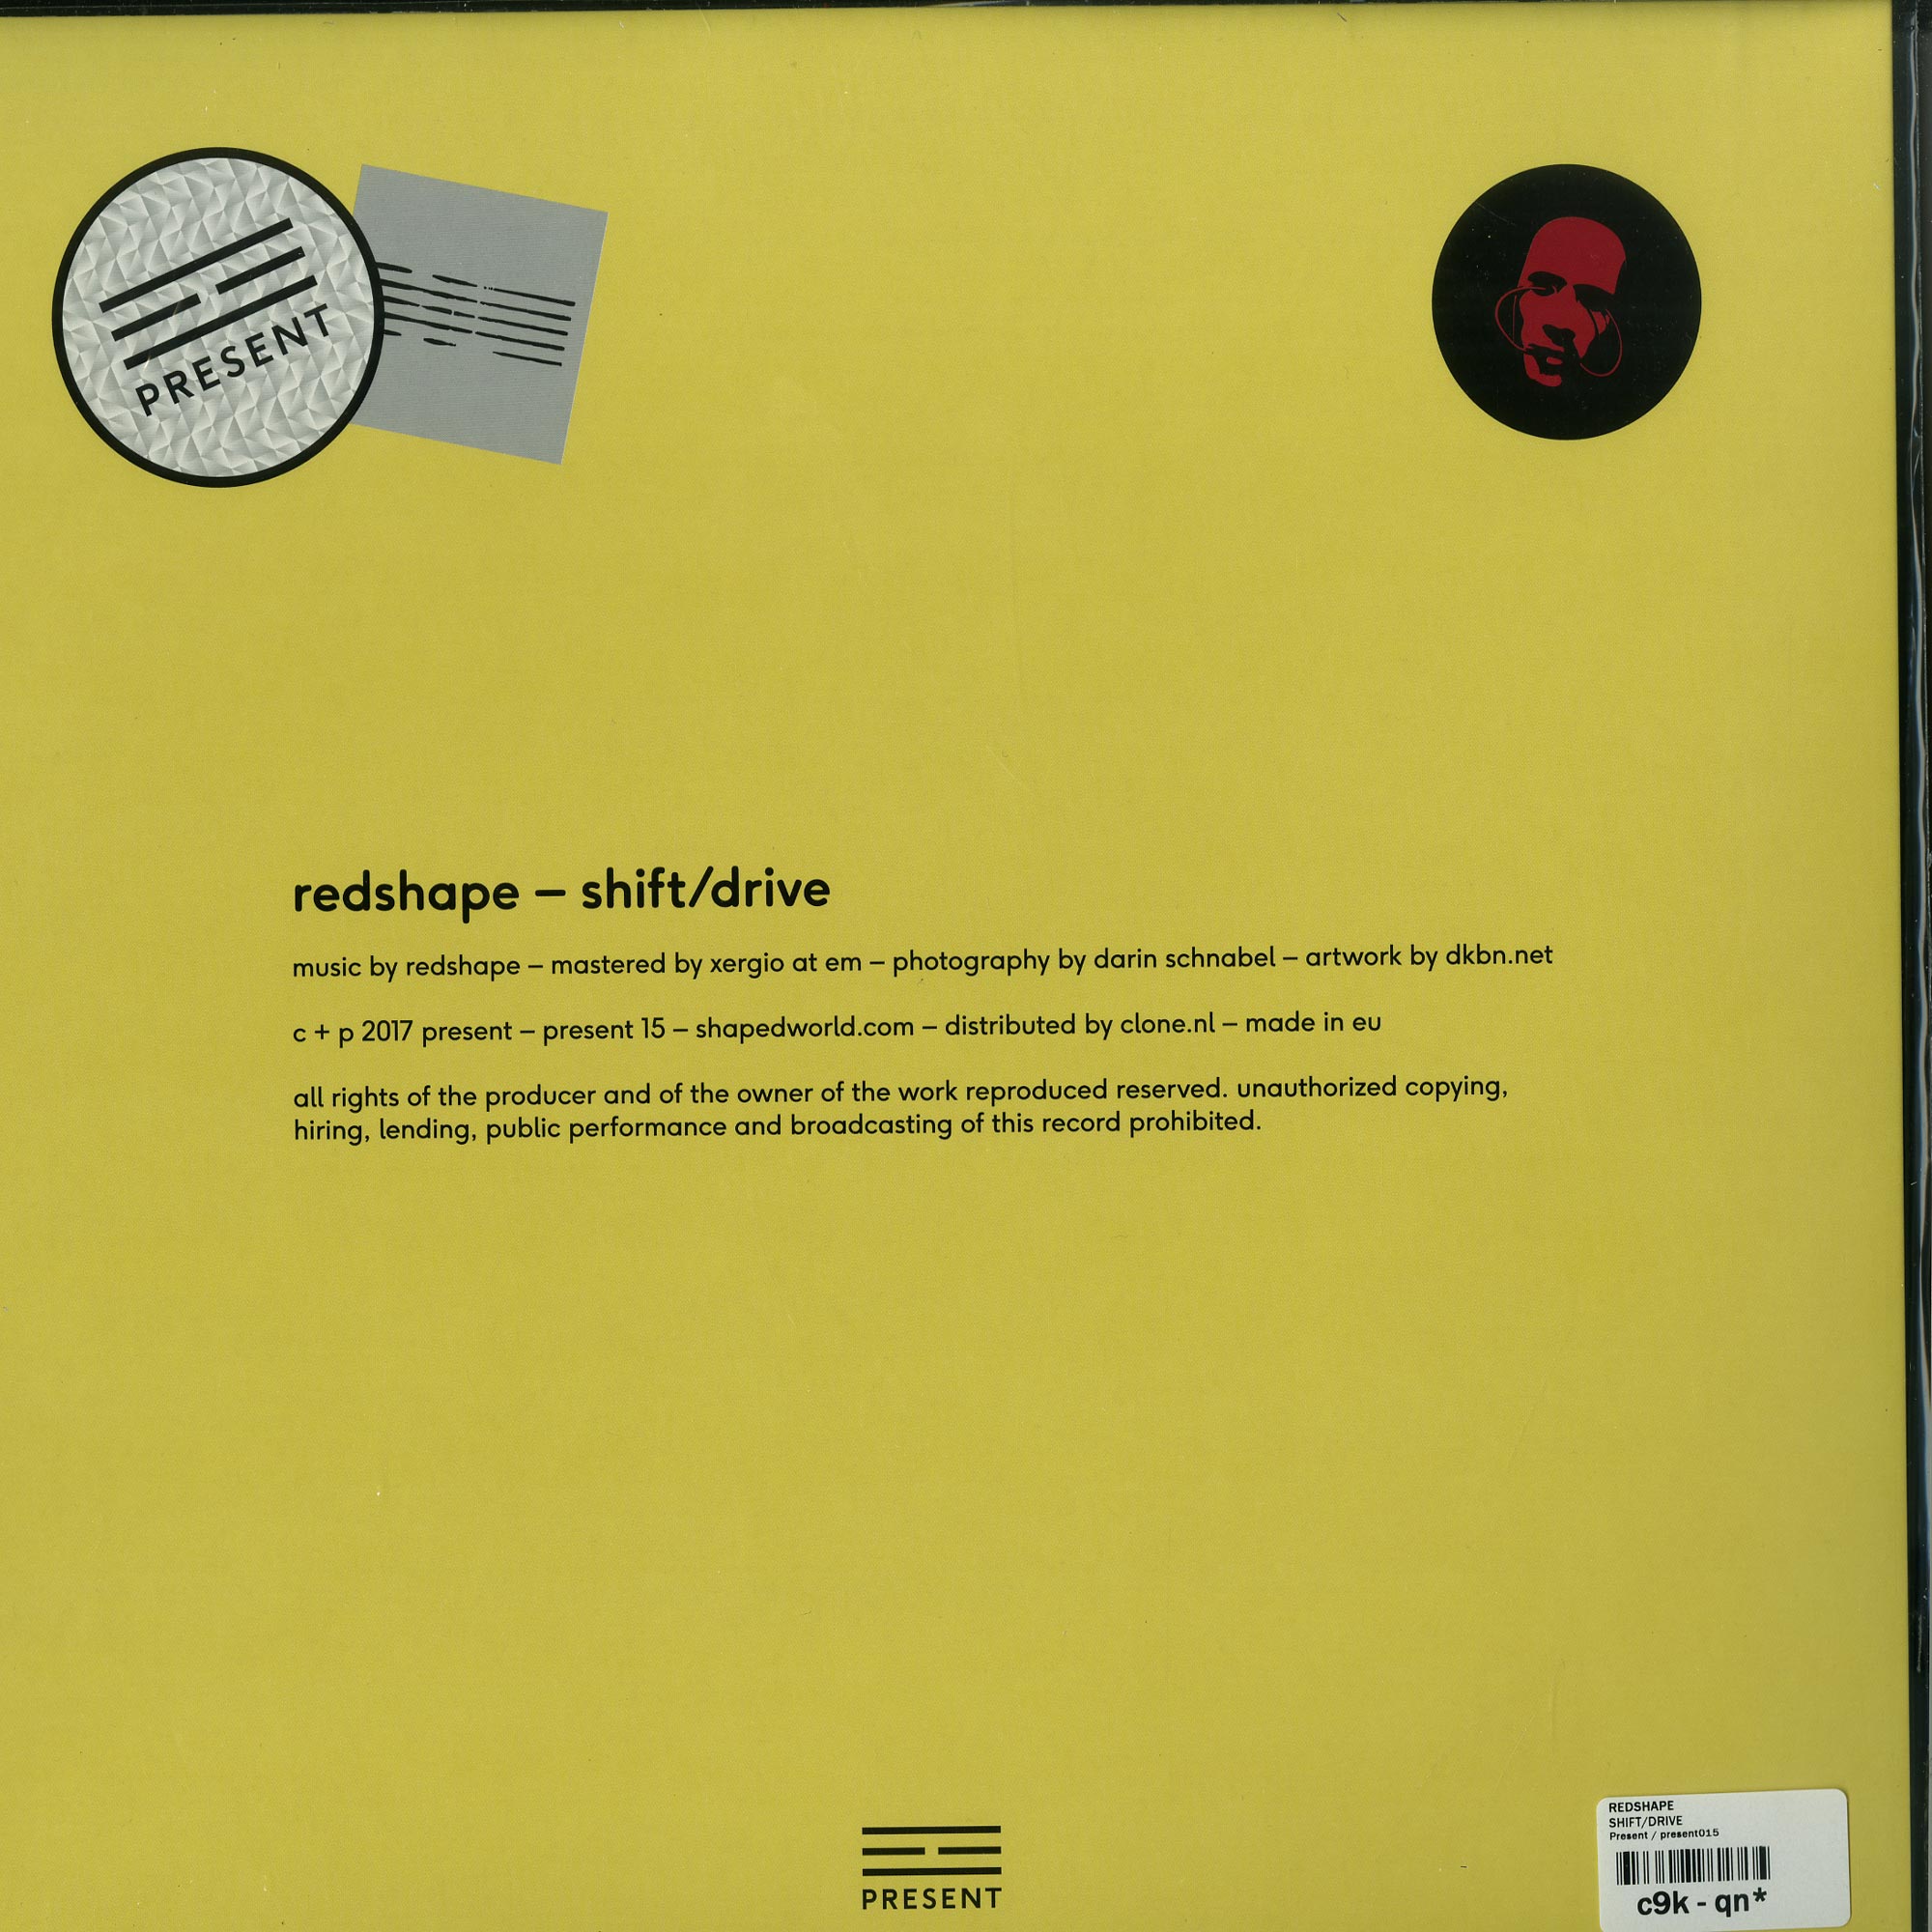 PRESENT
redshape – shift/drive
music by redshape – mastered by xergio at em – photography by darin schnabel – artwork by dkbn.net
c + p 2017 present – present 15 – shapedworld.com – distributed by clone.nl – made in eu
all rights of the producer and of the owner of the work reproduced reserved. unauthorized copying,
hiring, lending, public performance and broadcasting of this record prohibited.
REDSHAPE
SHIFT/DRIVE
Present / present015
c9k - qn*
PRESENT